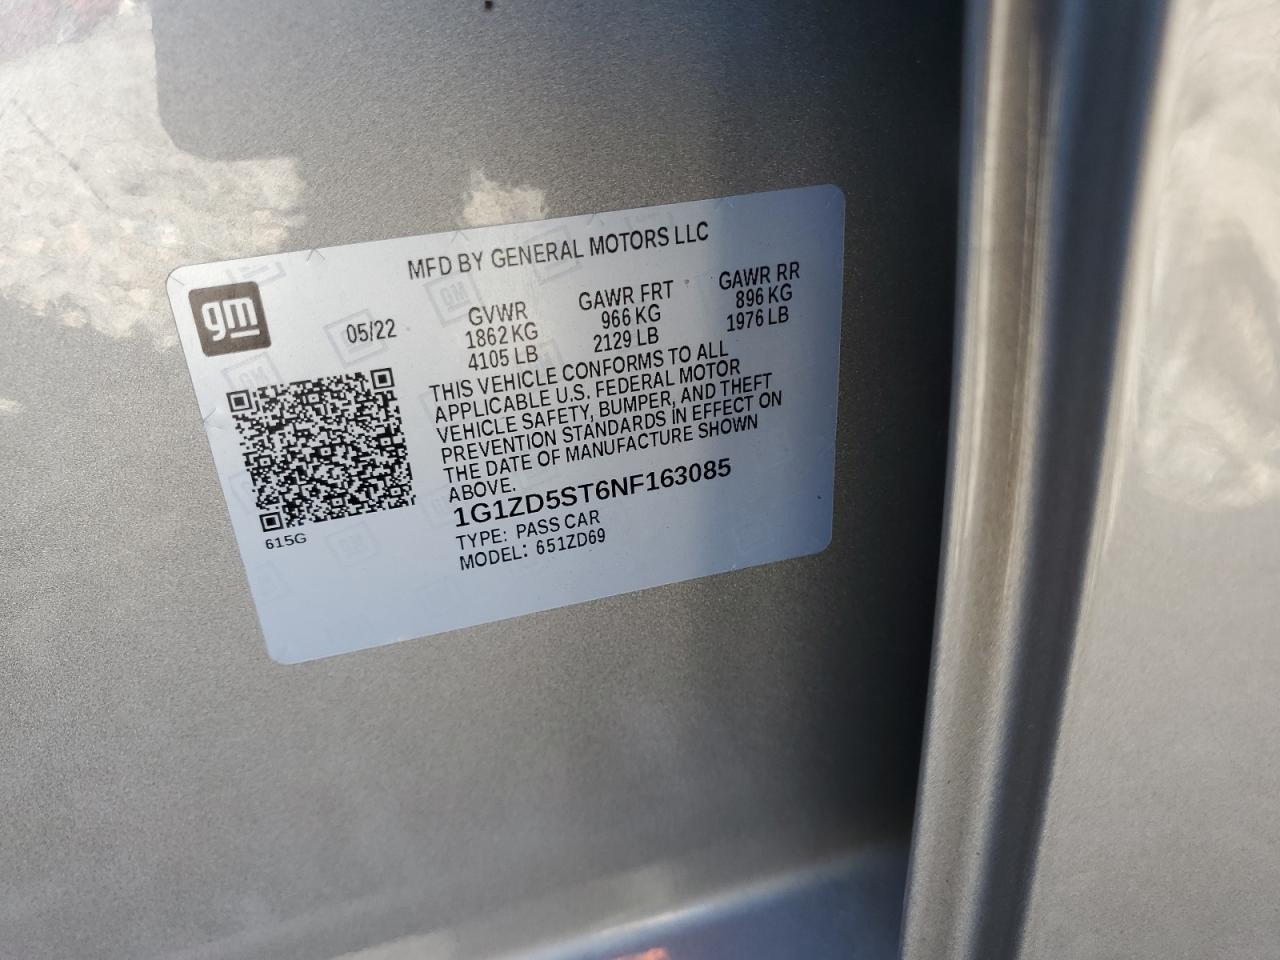 MFD BY GENERAL MOTORS LLC
gm
05/22
GVWR
1862 KG
4105 LB
GAWR FRT
966 KG
2129 LB
GAWR RR
896 KG
1976 LB
THIS VEHICLE CONFORMS TO ALL
APPLICABLE U.S. FEDERAL MOTOR
VEHICLE SAFETY, BUMPER, AND THEFT
PREVENTION STANDARDS IN EFFECT ON
THE DATE OF MANUFACTURE SHOWN
ABOVE.
1G1ZD5ST6NF163085
TYPE: PASS CAR
MODEL: 651ZD69
615G